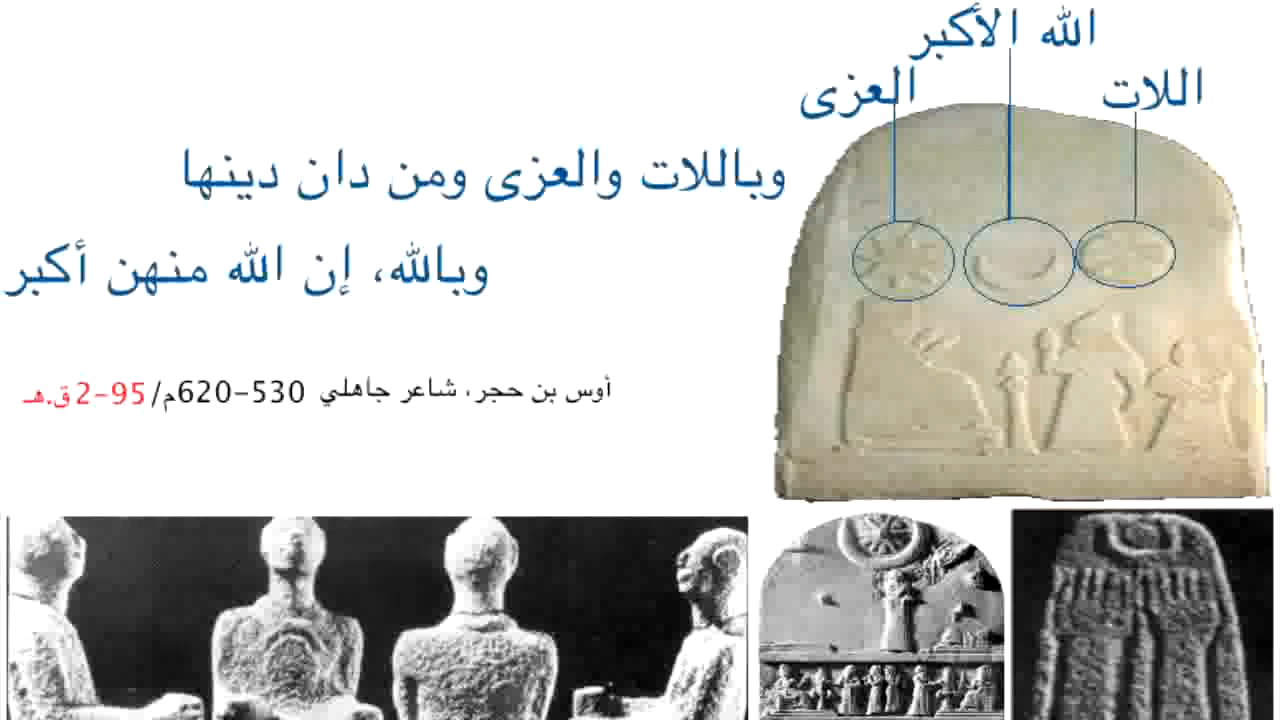 الله الأكبر
العزى
اللات
وباللات والعزى ومن دان دينها
وبالله، إن الله منهن أكبر
أوس بن حجر، شاعر جاهلي 530–620م/95–2ق.هـ